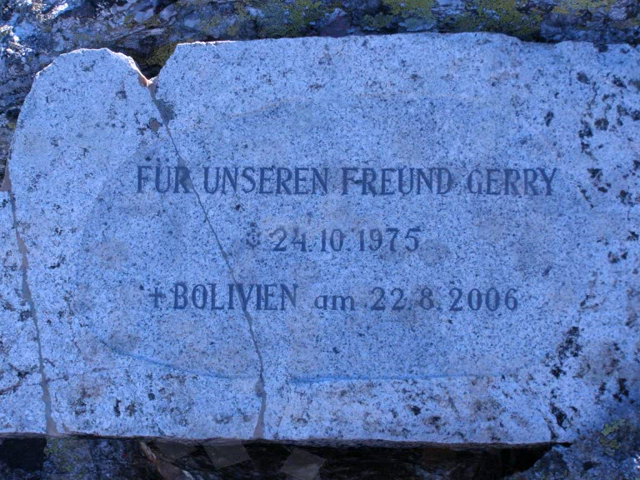 FÜR UNSEREN FREUND GERRY
* 24.10.1975
+ BOLIVIEN am 22.8.2006